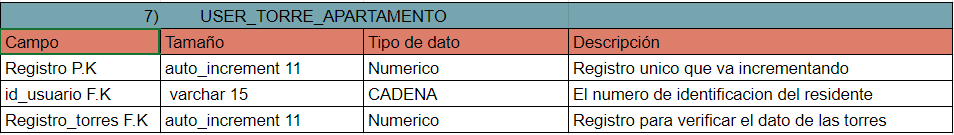 7) USER_TORRE_APARTAMENTO
Campo Tamaño Tipo de dato Descripción
Registro P.K auto_increment 11 Numerico Registro unico que va incrementando
id_usuario F.K varchar 15 CADENA El numero de identificacion del residente
Registro_torres F.K auto_increment 11 Numerico Registro para verificar el dato de las torres